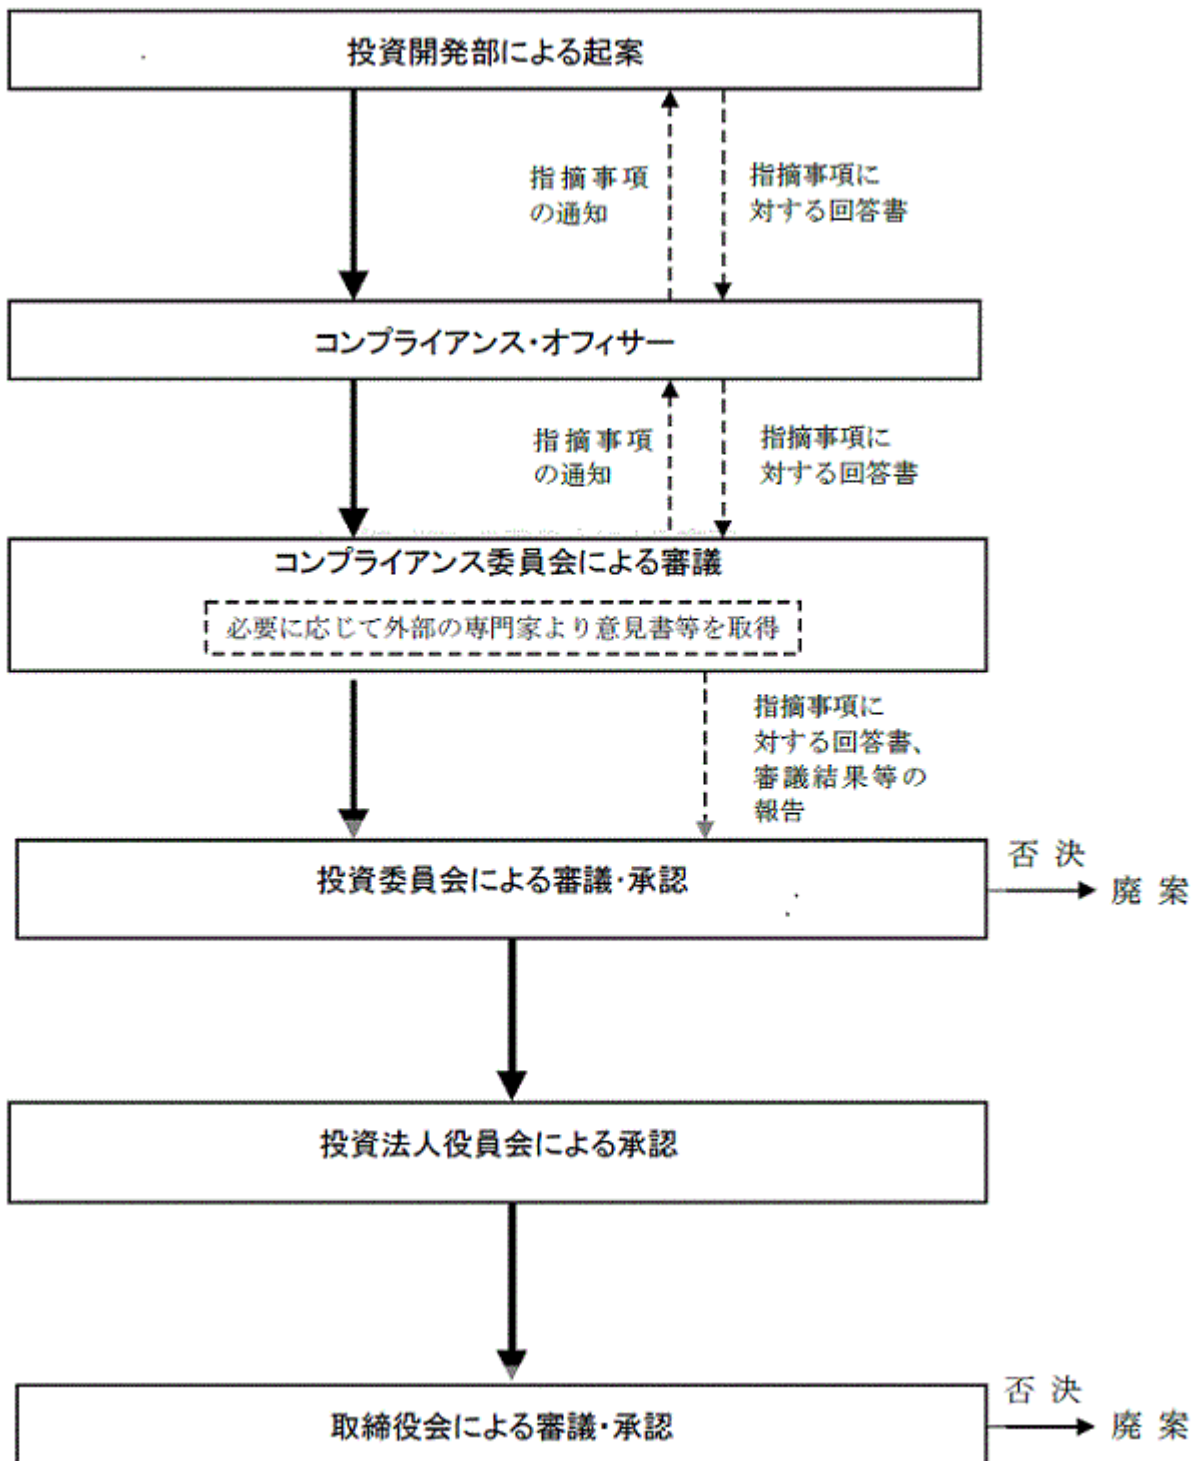 投資開発部による起案
指摘事項
の通知
指摘事項に
対する回答書
コンプライアンス・オフィサー
指摘事項
の通知
指摘事項に
対する回答書
コンプライアンス委員会による審議
必要に応じて外部の専門家より意見書等を取得
指摘事項に
対する回答書、
審議結果等の
報告
投資委員会による審議・承認
否決
廃案
投資法人役員会による承認
取締役会による審議・承認
否決
廃案